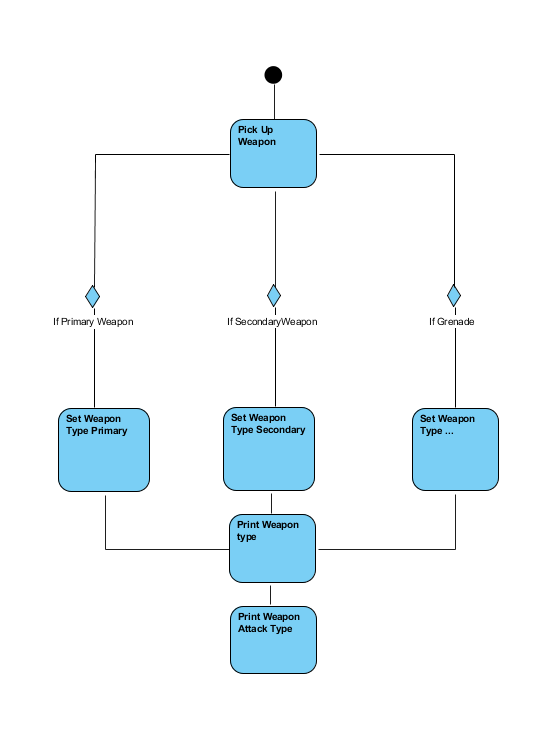 Pick Up
Weapon
If Primary Weapon
If SecondaryWeapon
If Grenade
Set Weapon
Type Primary
Set Weapon
Type Secondary
Set Weapon
Type ...
Print Weapon
type
Print Weapon
Attack Type